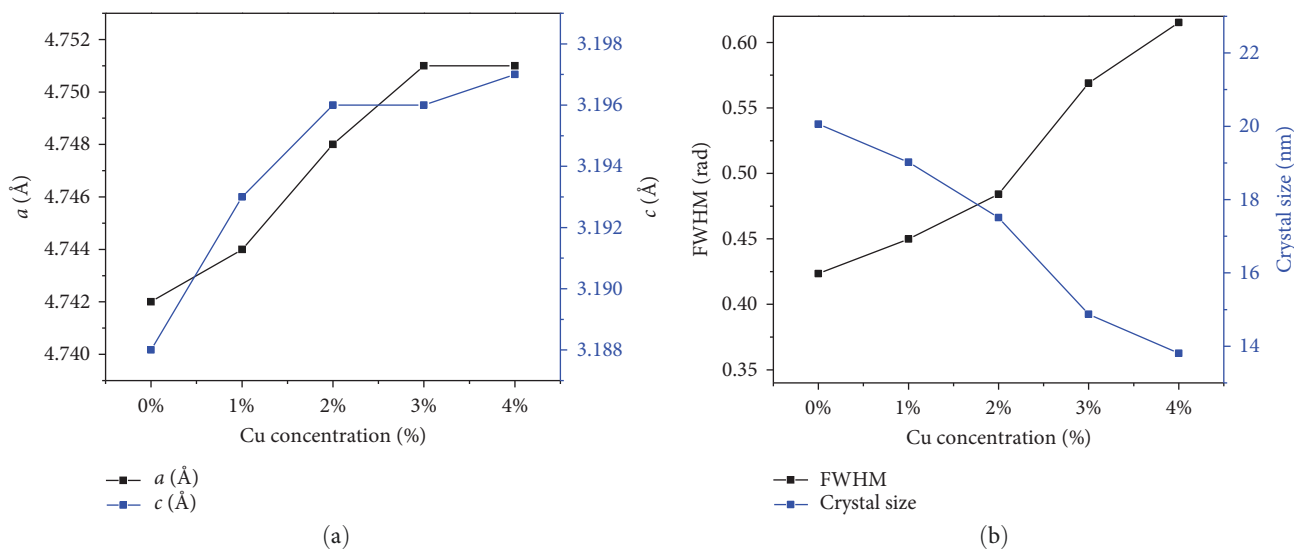 4.752
4.750
4.748
4.746
4.744
4.742
4.740
a (Å)
3.198
3.196
3.194
3.192
3.190
3.188
c (Å)
0% 1% 2% 3% 4%
Cu concentration (%)
a (Å)
c (Å)
(a)
0.60
0.55
0.50
0.45
0.40
0.35
FWHM (rad)
22
20
18
16
14
Crystal size (nm)
0% 1% 2% 3% 4%
Cu concentration (%)
FWHM
Crystal size
(b)